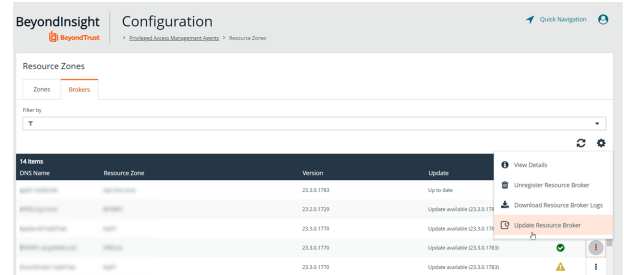 BeyondInsight
BeyondTrust
Configuration
> Privileged Access Management Agents > Resource Zones
Quick Navigation
Resource Zones
Zones Brokers
Filter by
14 items
DNS Name Resource Zone Version Update
23.3.0.1783 Up to date
23.2.0.1729 Update available (23.3.0.178
23.3.0.1770 Update available (23.3.0.178
23.3.0.1770 Update available (23.3.0.1783)
23.3.0.1770 Update available (23.3.0.1783)
View Details
Unregister Resource Broker
Download Resource Broker Logs
Update Resource Broker